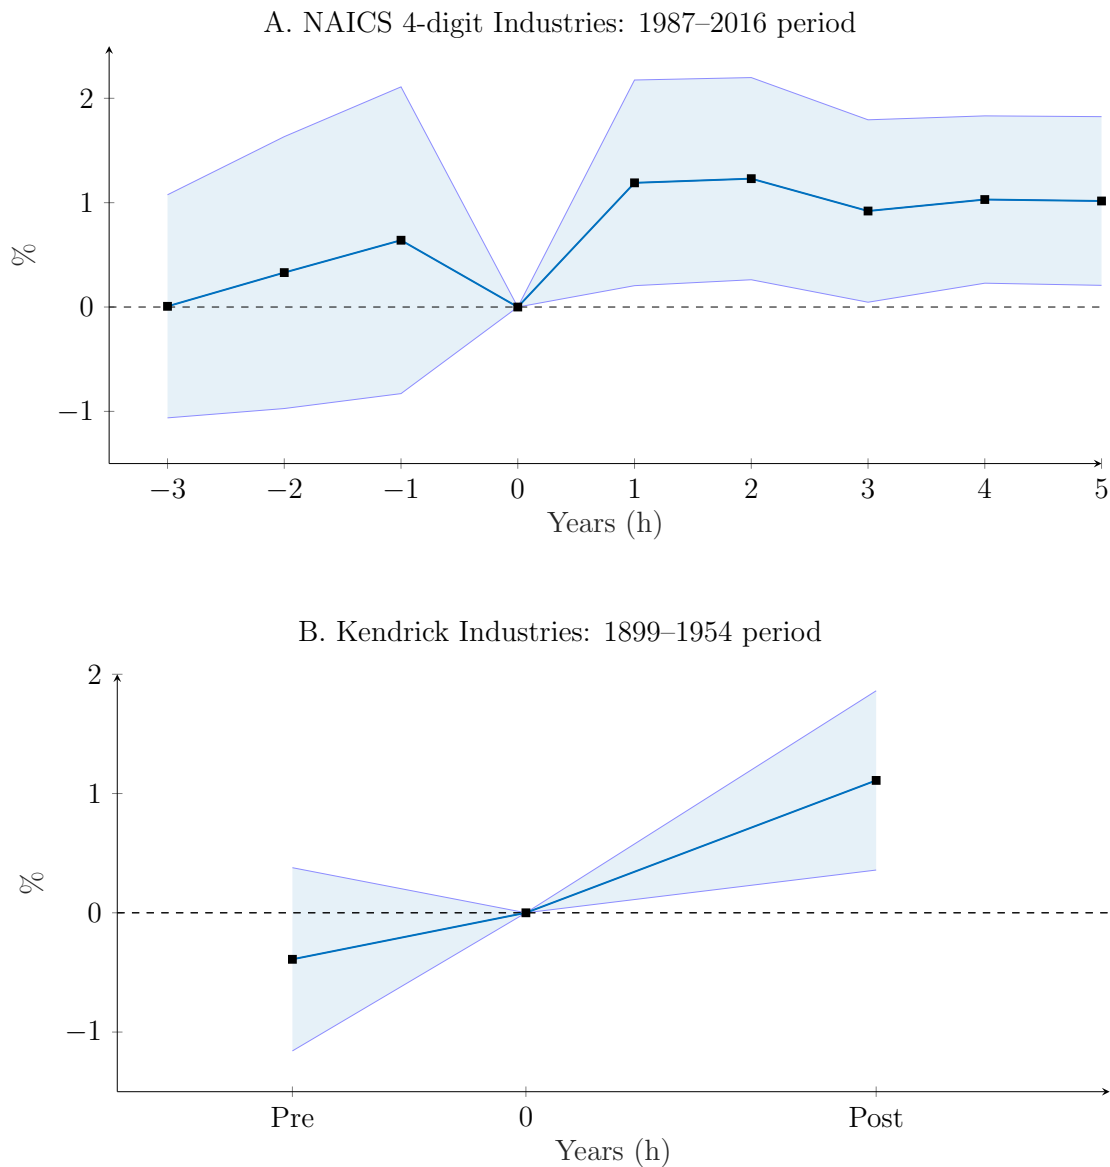 A. NAICS 4-digit Industries: 1987–2016 period
2
1
0
−1
%
−3 −2 −1 0 1 2 3 4 5
Years (h)
B. Kendrick Industries: 1899–1954 period
2
1
0
−1
%
Pre 0 Post
Years (h)